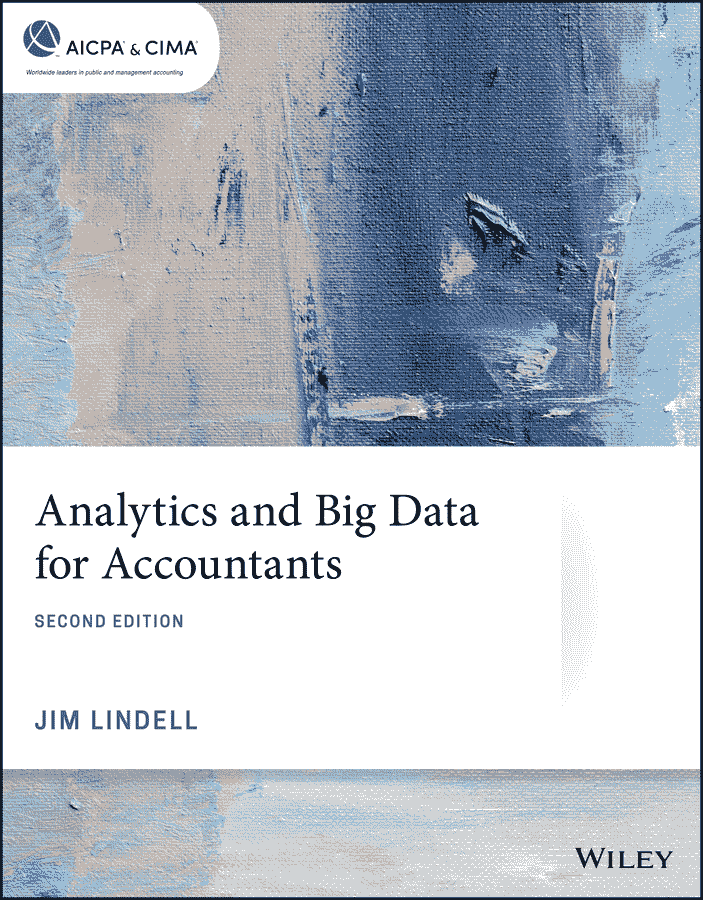 AICPA® & CIMA®
Worldwide leaders in public and management accounting
Analytics and Big Data
for Accountants
SECOND EDITION
JIM LINDELL
WILEY